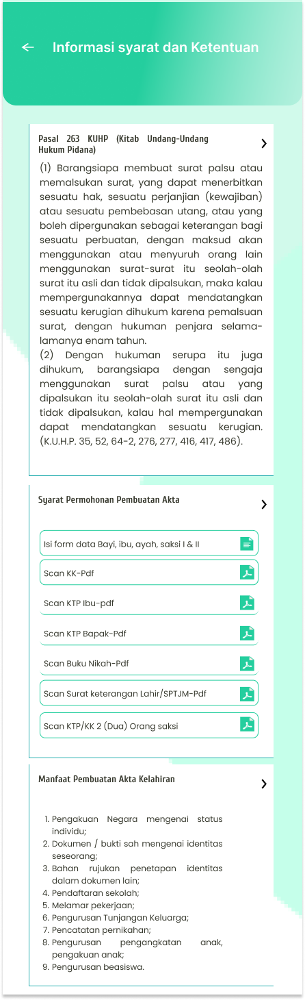 Informasi syarat dan Ketentuan
Pasal 263 KUHP (Kitab Undang-Undang
Hukum Pidana)
(1) Barangsiapa membuat surat palsu atau
memalsukan surat, yang dapat menerbitkan
sesuatu hak, sesuatu perjanjian (kewajiban)
atau sesuatu pembebasan utang, atau yang
boleh dipergunakan sebagai keterangan bagi
sesuatu perbuatan, dengan maksud akan
menggunakan atau menyuruh orang lain
menggunakan surat-surat itu seolah-olah
surat itu asli dan tidak dipalsukan, maka kalau
mempergunakannya dapat mendatangkan
sesuatu kerugian dihukum karena pemalsuan
surat, dengan hukuman penjara selama-
lamanya enam tahun.
(2) Dengan hukuman serupa itu juga
dihukum, barangsiapa dengan sengaja
menggunakan surat palsu atau yang
dipalsukan itu seolah-olah surat itu asli dan
tidak dipalsukan, kalau hal mempergunakan
dapat mendatangkan sesuatu kerugian.
(K.U.H.P. 35, 52, 64-2, 276, 277, 416, 417, 486).
Syarat Permohonan Pembuatan Akta
Isi form data Bayi, ibu, ayah, saksi I & II
Scan KK-Pdf
Scan KTP Ibu-pdf
Scan KTP Bapak-Pdf
Scan Buku Nikah-Pdf
Scan Surat keterangan Lahir/SPTJM-Pdf
Scan KTP/KK 2 (Dua) Orang saksi
Manfaat Pembuatan Akta Kelahiran
1. Pengakuan Negara mengenai status
individu;
2. Dokumen / bukti sah mengenai identitas
seseorang;
3. Bahan rujukan penetapan identitas
dalam dokumen lain;
4. Pendaftaran sekolah;
5. Melamar pekerjaan;
6. Pengurusan Tunjangan Keluarga;
7. Pencatatan pernikahan;
8. Pengurusan pengangkatan anak,
pengakuan anak;
9. Pengurusan beasiswa.